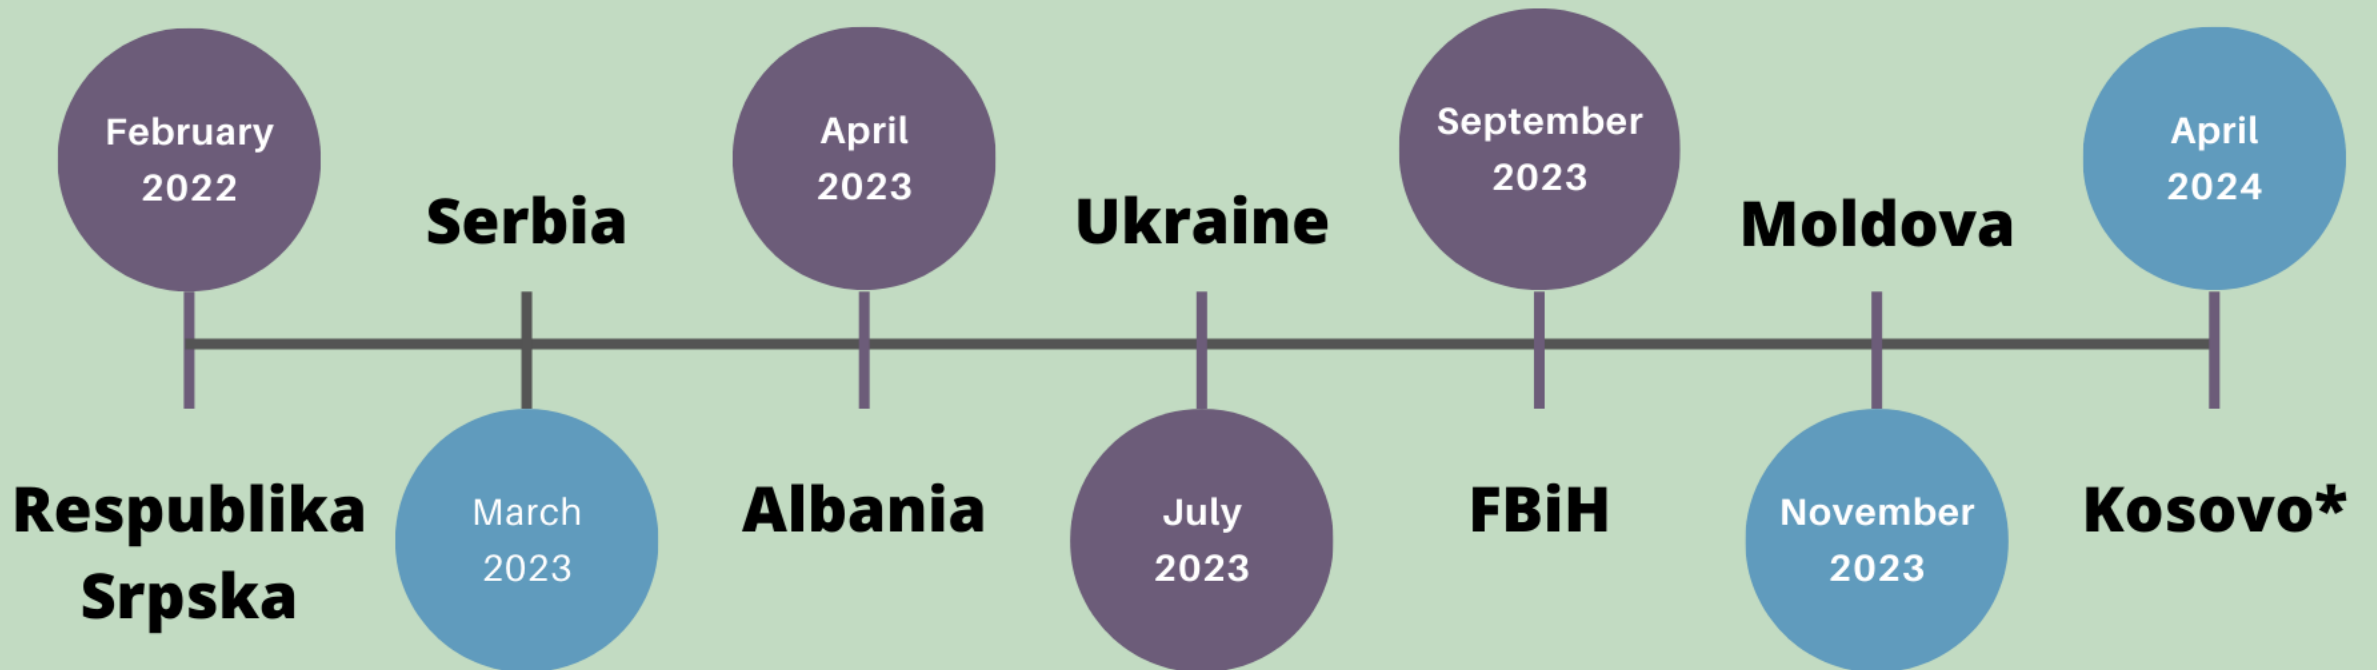 February
2022
Respublika
Srpska
Serbia
March
2023
April
2023
Albania
Ukraine
July
2023
September
2023
FBiH
Moldova
November
2023
April
2024
Kosovo*